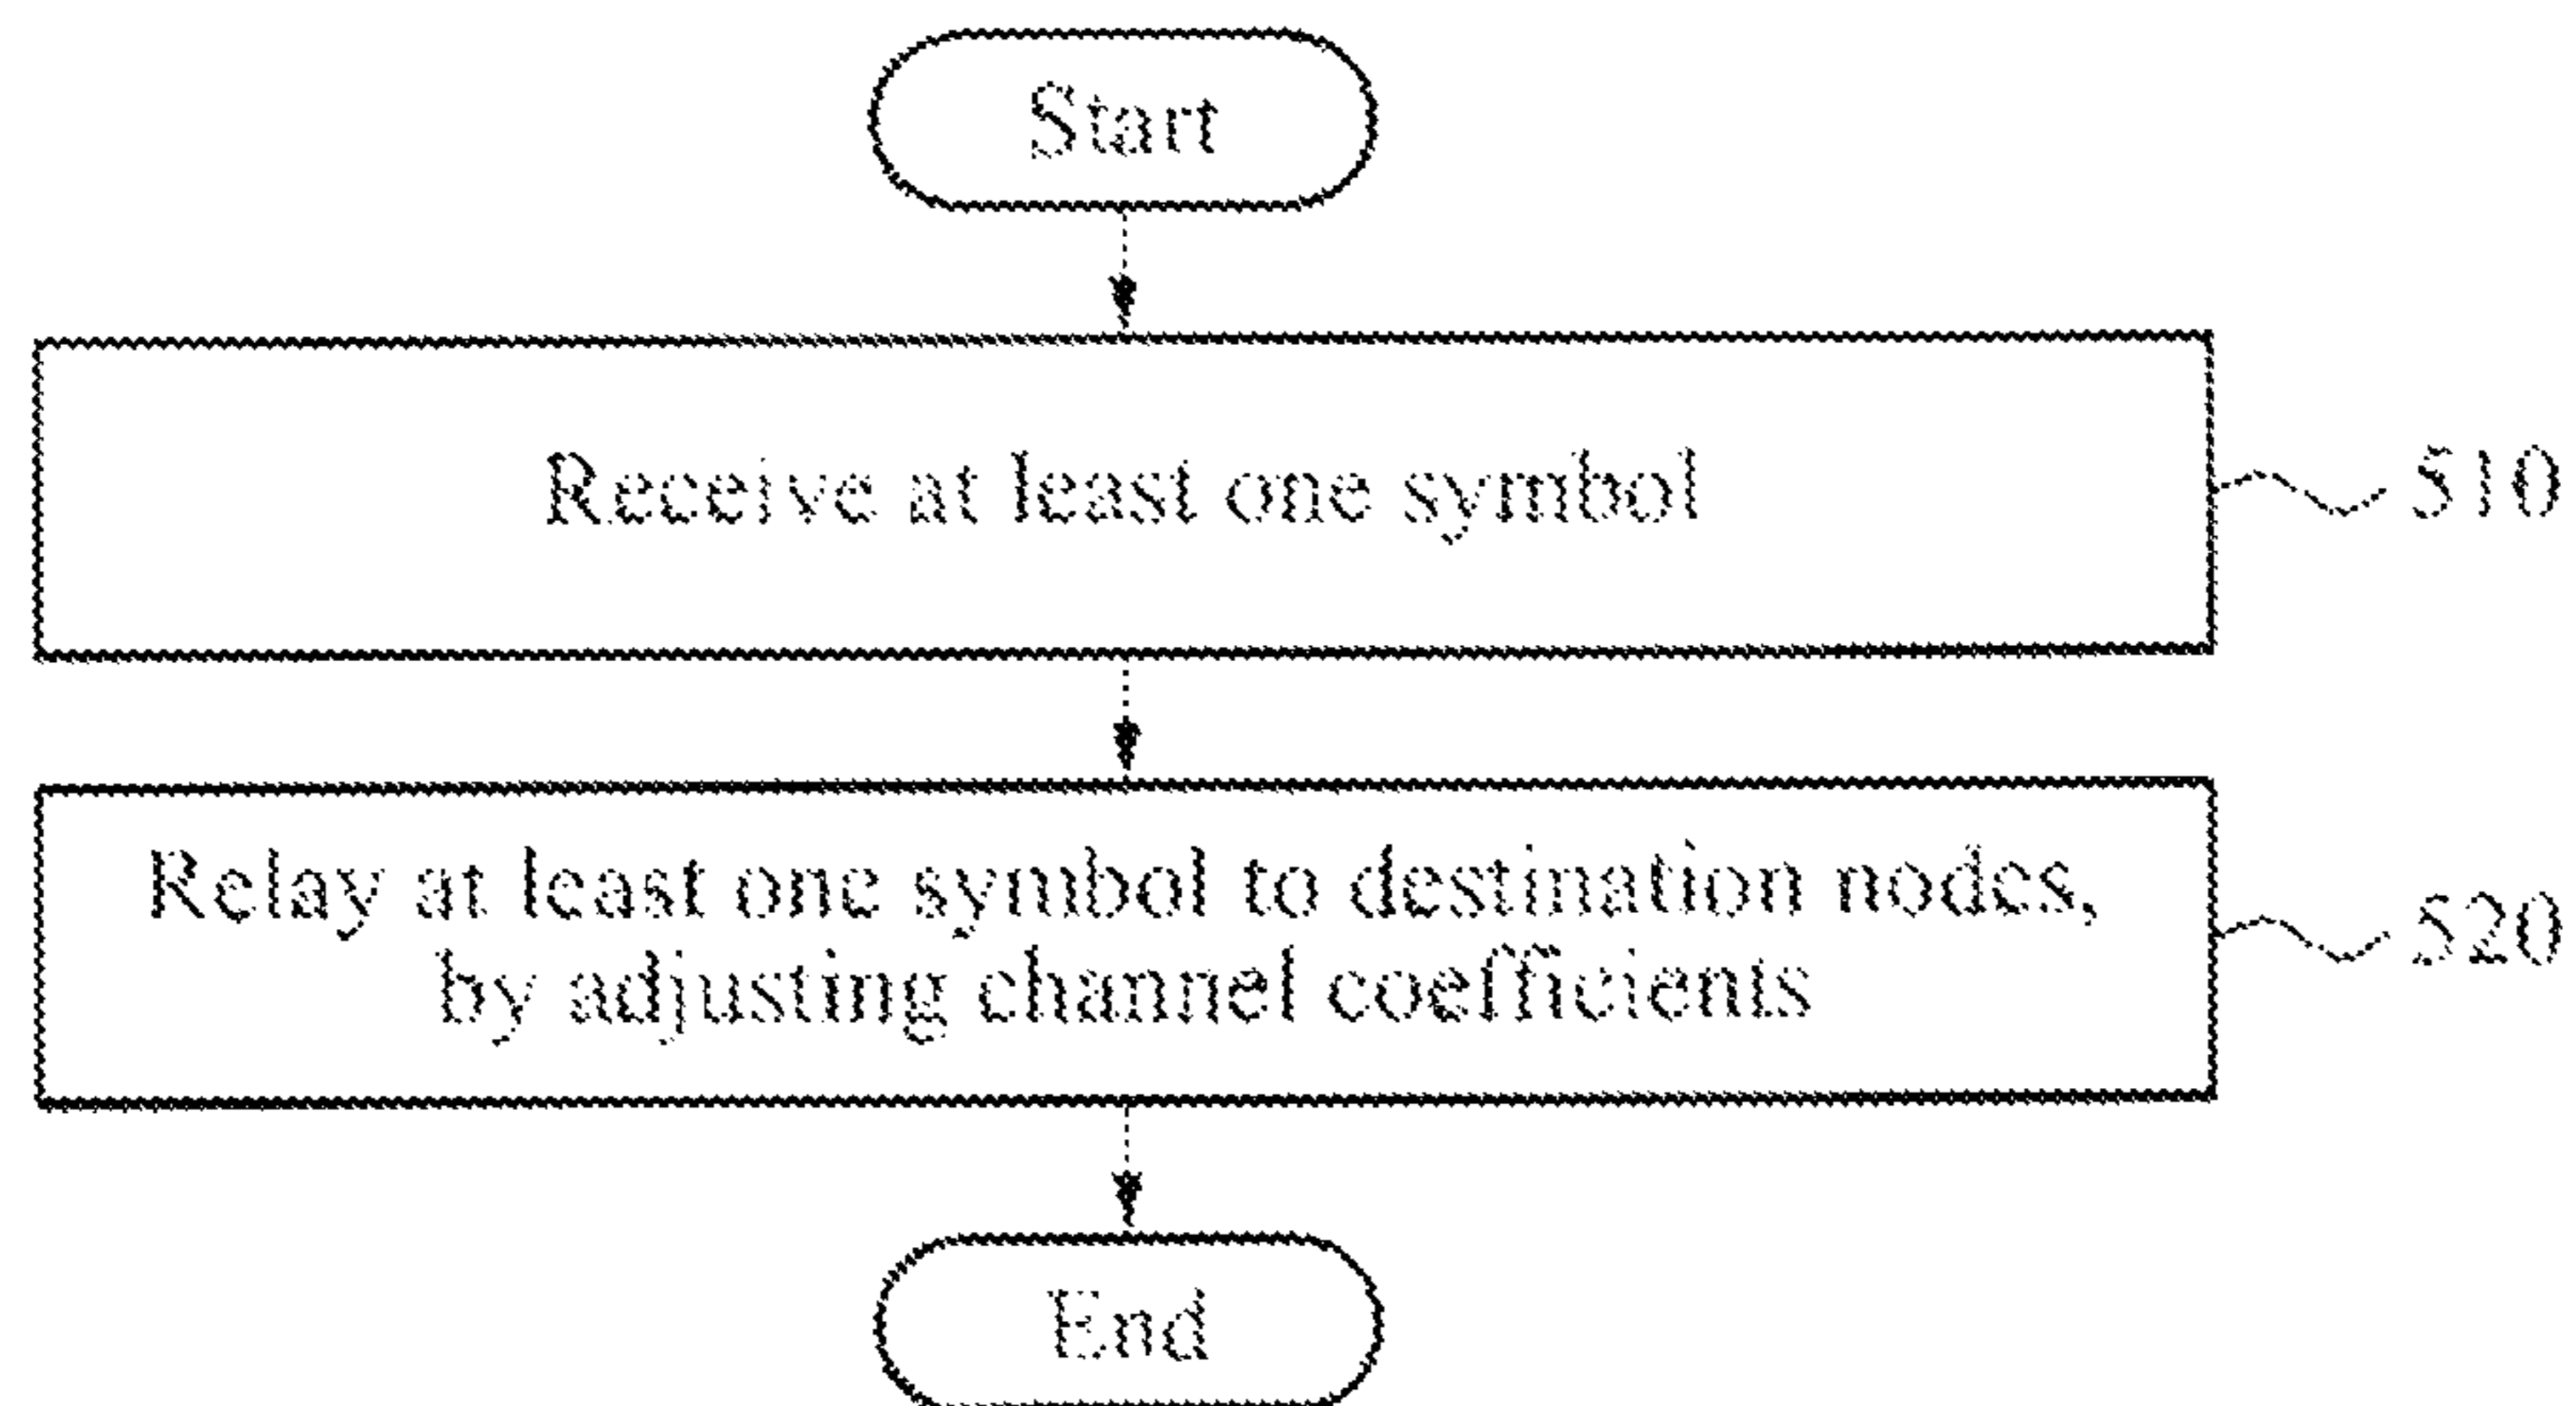 Start
Receive at least one symbol
510
Relay at least one symbol to destination nodes,
by adjusting channel coefficients
520
End